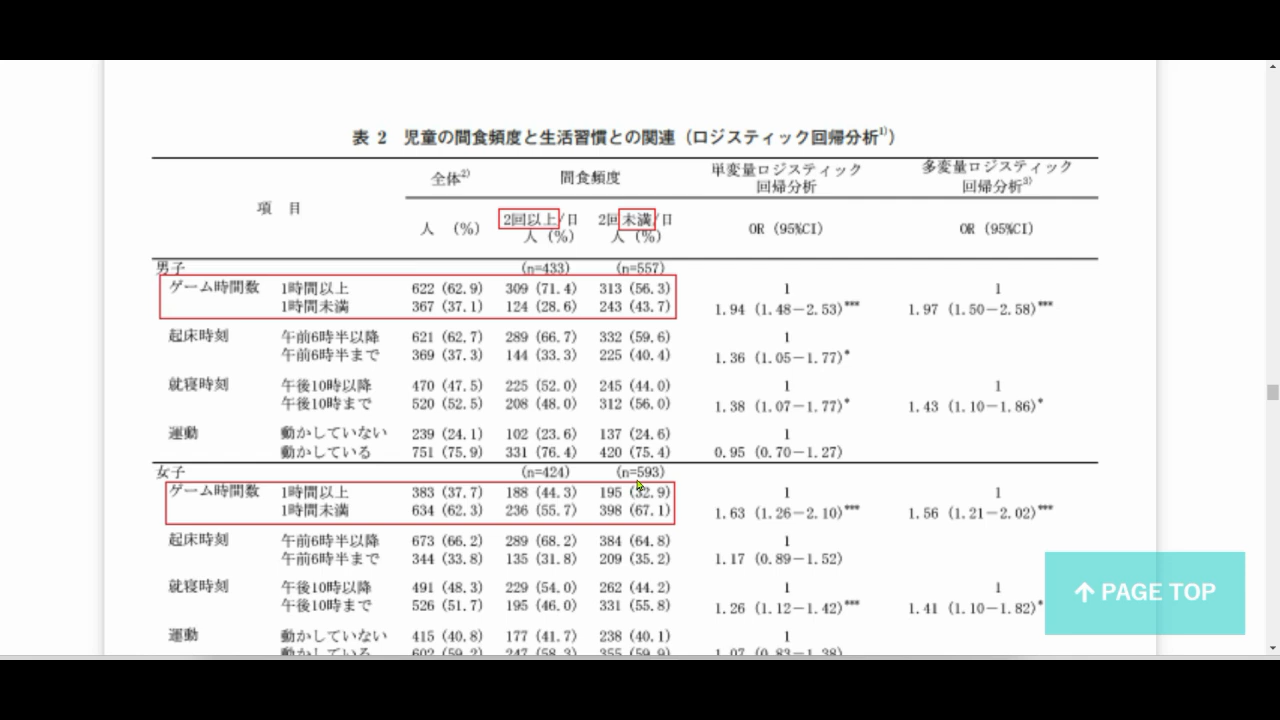 表 2 児童の間食頻度と生活習慣との関連（ロジスティック回帰分析1)）
項 目 全体2) 間食頻度 単変量ロジスティック回帰分析 多変量ロジスティック回帰分析3)
人 (%) 2回以上/日 人 (%) 2回未満/日 人 (%) OR (95%CI) OR (95%CI)
男子 (n=433) (n=557)
ゲーム時間数 1時間以上 622 (62.9) 309 (71.4) 313 (56.3) 1 1
1時間未満 367 (37.1) 124 (28.6) 243 (43.7) 1.94 (1.48−2.53)*** 1.97 (1.50−2.58)***
起床時刻 午前6時半以降 621 (62.7) 289 (66.7) 332 (59.6) 1
午前6時半まで 369 (37.3) 144 (33.3) 225 (40.4) 1.36 (1.05−1.77)*
就寝時刻 午後10時以降 470 (47.5) 225 (52.0) 245 (44.0) 1 1
午後10時まで 520 (52.5) 208 (48.0) 312 (56.0) 1.38 (1.07−1.77)* 1.43 (1.10−1.86)*
運動 動かしていない 239 (24.1) 102 (23.6) 137 (24.6) 1
動かしている 751 (75.9) 331 (76.4) 420 (75.4) 0.95 (0.70−1.27)
女子 (n=424) (n=593)
ゲーム時間数 1時間以上 383 (37.7) 188 (44.3) 195 (32.9) 1 1
1時間未満 634 (62.3) 236 (55.7) 398 (67.1) 1.63 (1.26−2.10)*** 1.56 (1.21−2.02)***
起床時刻 午前6時半以降 673 (66.2) 289 (68.2) 384 (64.8) 1
午前6時半まで 344 (33.8) 135 (31.8) 209 (35.2) 1.17 (0.89−1.52)
就寝時刻 午後10時以降 491 (48.3) 229 (54.0) 262 (44.2) 1 1
午後10時まで 526 (51.7) 195 (46.0) 331 (55.8) 1.26 (1.12−1.42)*** 1.41 (1.10−1.82)*
運動 動かしていない 415 (40.8) 177 (41.7) 238 (40.1) 1
動かしている 602 (59.2) 247 (58.3) 355 (59.9) 1.07 (0.83−1.38)
↑ PAGE TOP